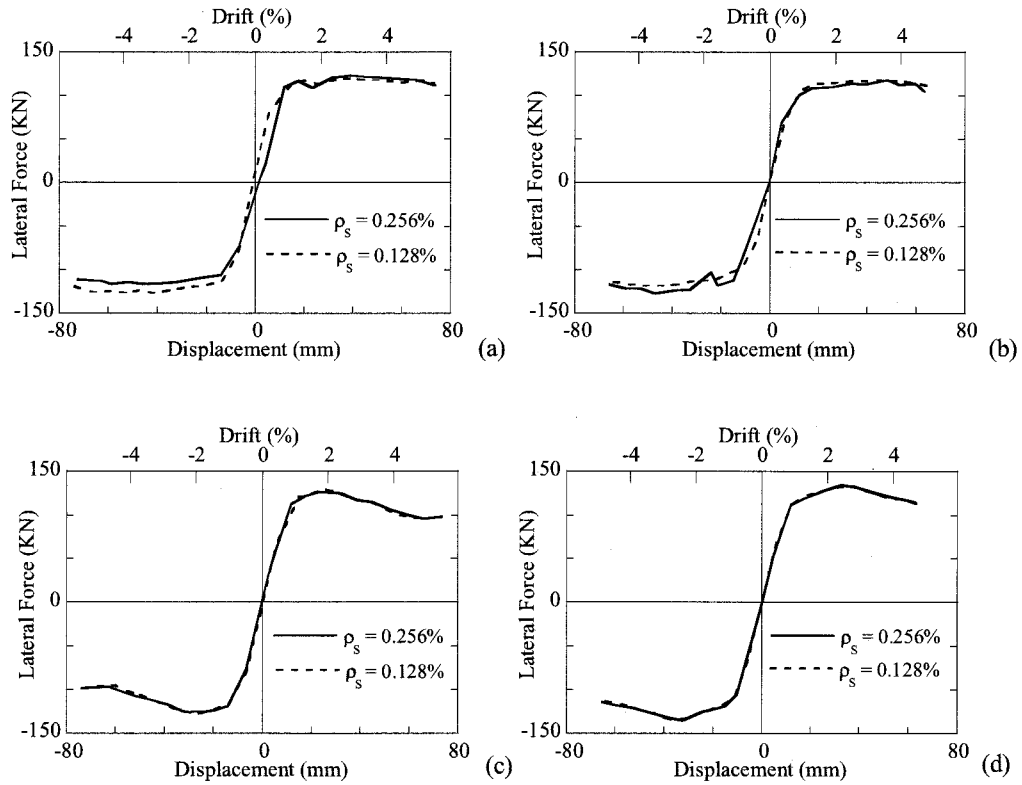 Drift (%)
-4 -2 0 2 4
150
0
-150
Lateral Force (KN)
ρS = 0.256%
ρS = 0.128%
-80 0 80
Displacement (mm)
(a)
Drift (%)
-4 -2 0 2 4
150
0
-150
Lateral Force (KN)
ρS = 0.256%
ρS = 0.128%
-80 0 80
Displacement (mm)
(b)
Drift (%)
-4 -2 0 2 4
150
0
-150
Lateral Force (KN)
ρS = 0.256%
ρS = 0.128%
-80 0 80
Displacement (mm)
(c)
Drift (%)
-4 -2 0 2 4
150
0
-150
Lateral Force (KN)
ρS = 0.256%
ρS = 0.128%
-80 0 80
Displacement (mm)
(d)